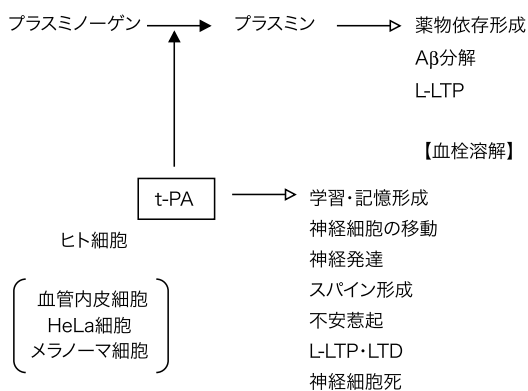 プラスミノーゲン
プラスミン
薬物依存形成
Aβ分解
L-LTP
【血栓溶解】
t-PA
学習・記憶形成
神経細胞の移動
神経発達
スパイン形成
不安惹起
L-LTP・LTD
神経細胞死
ヒト細胞
血管内皮細胞
HeLa細胞
メラノーマ細胞